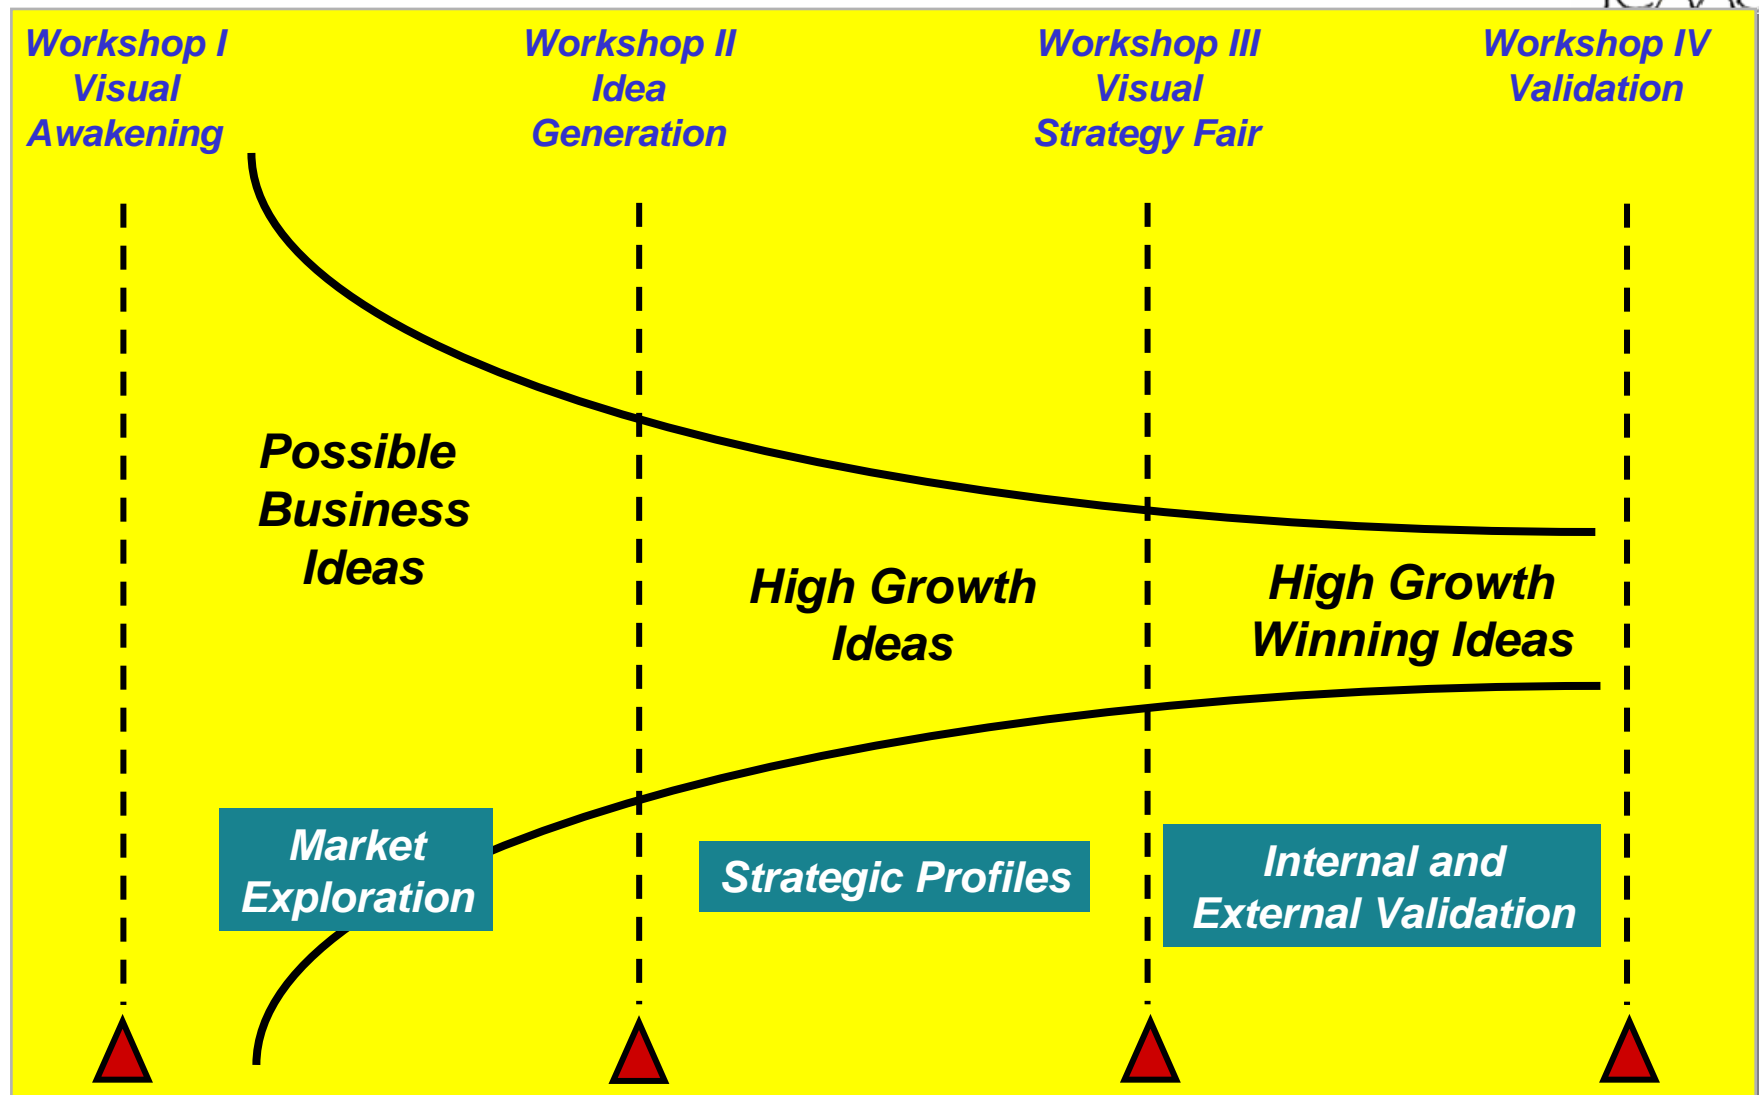 Workshop I
Visual
Awakening
Workshop II
Idea
Generation
Workshop III
Visual
Strategy Fair
Workshop IV
Validation
Possible
Business
Ideas
High Growth
Ideas
High Growth
Winning Ideas
Market
Exploration
Strategic Profiles
Internal and
External Validation